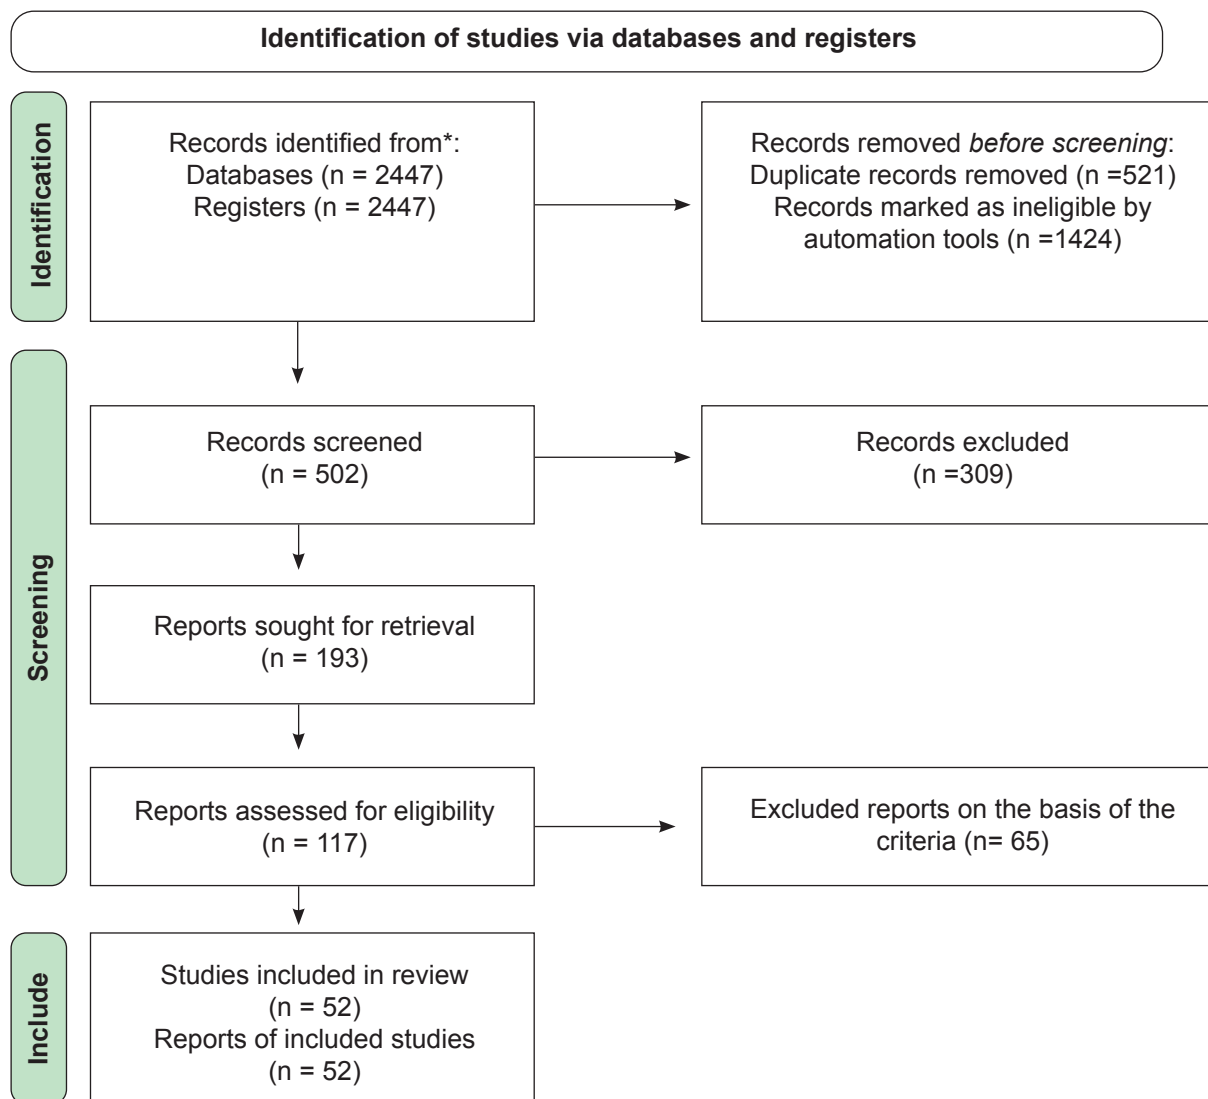 Identification of studies via databases and registers
Identification
Records identified from*:
Databases (n = 2447)
Registers (n = 2447)
Records removed before screening:
Duplicate records removed (n =521)
Records marked as ineligible by
automation tools (n =1424)
Screening
Records screened
(n = 502)
Records excluded
(n =309)
Reports sought for retrieval
(n = 193)
Reports assessed for eligibility
(n = 117)
Excluded reports on the basis of the
criteria (n= 65)
Include
Studies included in review
(n = 52)
Reports of included studies
(n = 52)